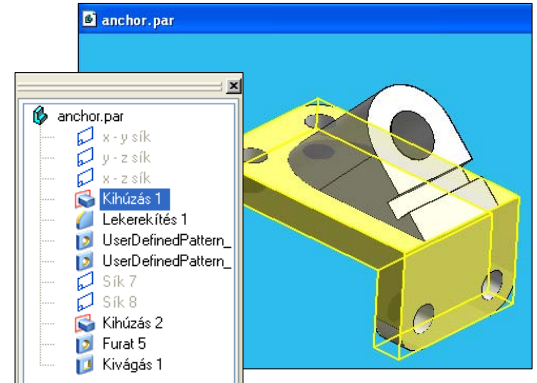 anchor.par
anchor.par
x - y sík
y - z sík
x - z sík
Kihúzás 1
Lekerekítés 1
UserDefinedPattern_
UserDefinedPattern_
Sík 7
Sík 8
Kihúzás 2
Furat 5
Kivágás 1